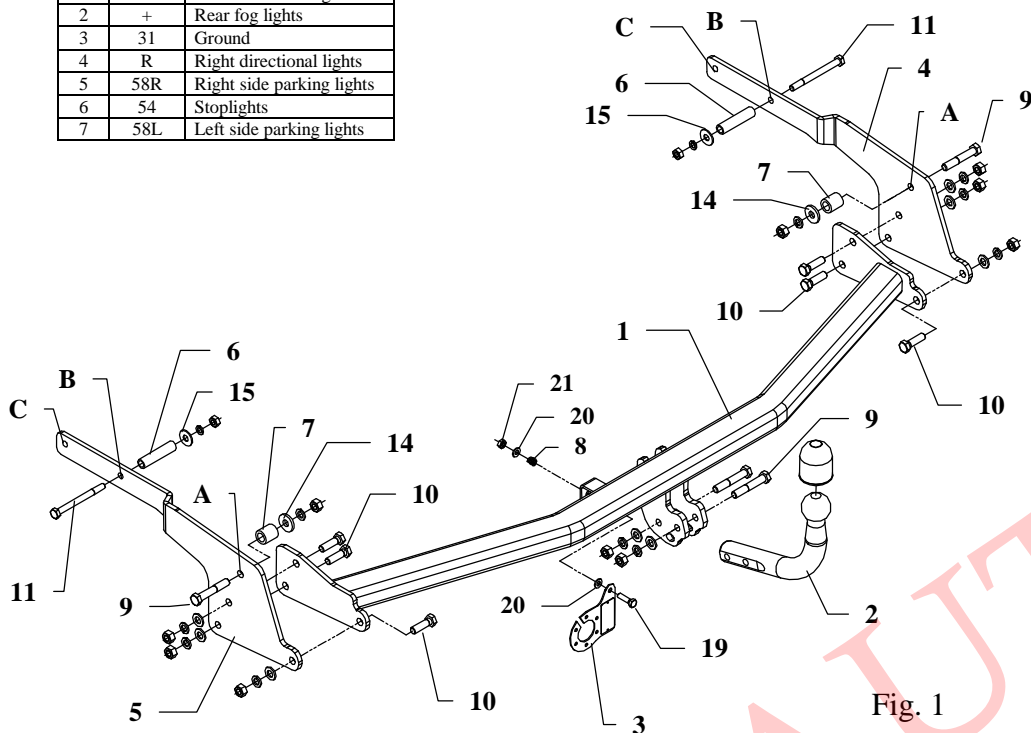 2 + Rear fog lights
3 31 Ground
4 R Right directional lights
5 58R Right side parking lights
6 54 Stoplights
7 58L Left side parking lights
11
B
C
4
6
9
15
A
7
14
10
1
10
6
B
15
C
21
20
7
8
9
14
A
10
11
9
20
2
19
10
5
3
Fig. 1